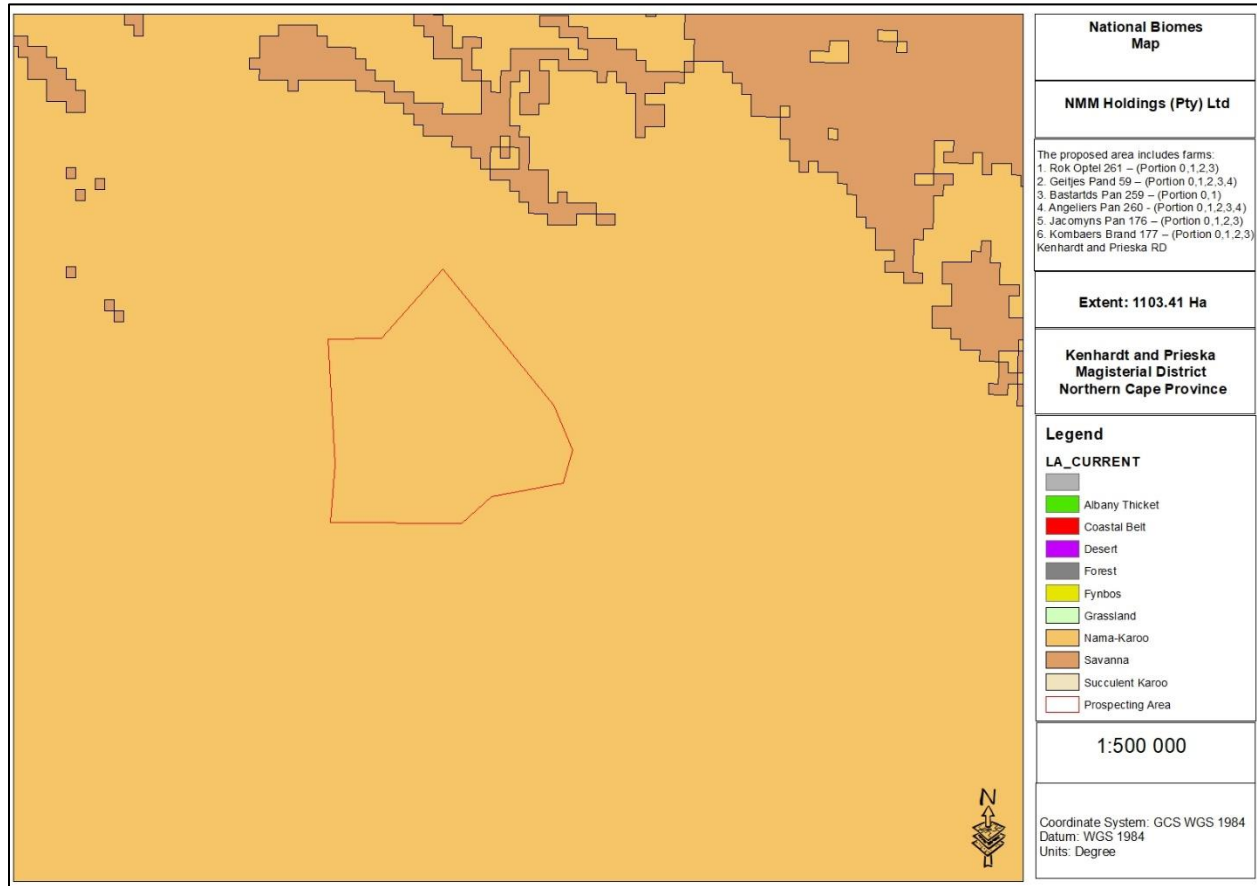 National Biomes
Map
NMM Holdings (Pty) Ltd
The proposed area includes farms:
1. Rok Optel 261 – (Portion 0,1,2,3)
2. Geitjes Pand 59 – (Portion 0,1,2,3,4)
3. Bastartds Pan 259 – (Portion 0,1)
4. Angeliers Pan 260 - (Portion 0,1,2,3,4)
5. Jacomyns Pan 176 – (Portion 0,1,2,3)
6. Kombaers Brand 177 – (Portion 0,1,2,3)
Kenhardt and Prieska RD
Extent: 1103.41 Ha
Kenhardt and Prieska
Magisterial District
Northern Cape Province
Legend
LA_CURRENT
Albany Thicket
Coastal Belt
Desert
Forest
Fynbos
Grassland
Nama-Karoo
Savanna
Succulent Karoo
Prospecting Area
1:500 000
N
Coordinate System: GCS WGS 1984
Datum: WGS 1984
Units: Degree